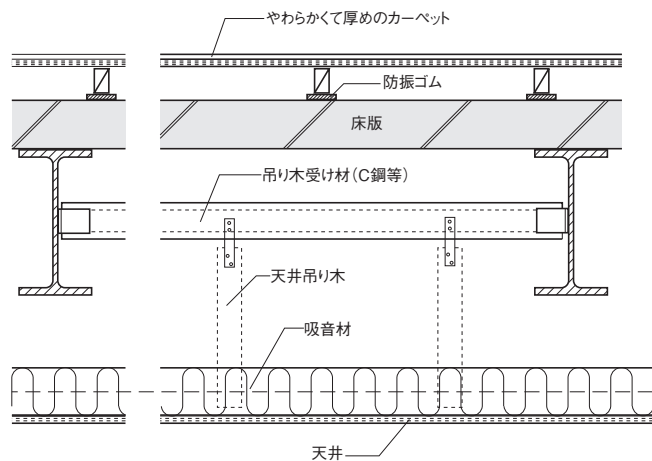 やわらかくて厚めのカーペット
防振ゴム
床版
吊り木受け材(C鋼等)
天井吊り木
吸音材
天井